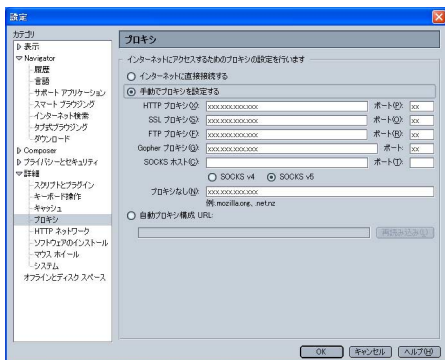 設定
カテゴリ
表示
Navigator
履歴
言語
サポート アプリケーション
スマート ブラウジング
インターネット検索
タブ式ブラウジング
ダウンロード
Composer
プライバシーとセキュリティ
詳細
スクリプトとプラグイン
キーボード操作
キャッシュ
プロキシ
HTTP ネットワーク
ソフトウェアのインストール
マウス ホイール
システム
オフラインとディスク スペース
プロキシ
インターネットにアクセスするためのプロキシの設定を行います
インターネットに直接接続する
手動でプロキシを設定する
HTTP プロキシ(X): xxx.xxx.xxx.xxx ポート(P): xx
SSL プロキシ(S): xxx.xxx.xxx.xxx ポート(O): xx
FTP プロキシ(F): xxx.xxx.xxx.xxx ポート(R): xx
Gopher プロキシ(G): xxx.xxx.xxx.xxx ポート: xx
SOCKS ホスト(C): ポート(T):
SOCKS v4 SOCKS v5
プロキシなし(N): xxx.xxx.xxx.xxx
例:.mozilla.org, .net.nz
自動プロキシ構成 URL:
再読み込み(L)
OK キャンセル ヘルプ(H)